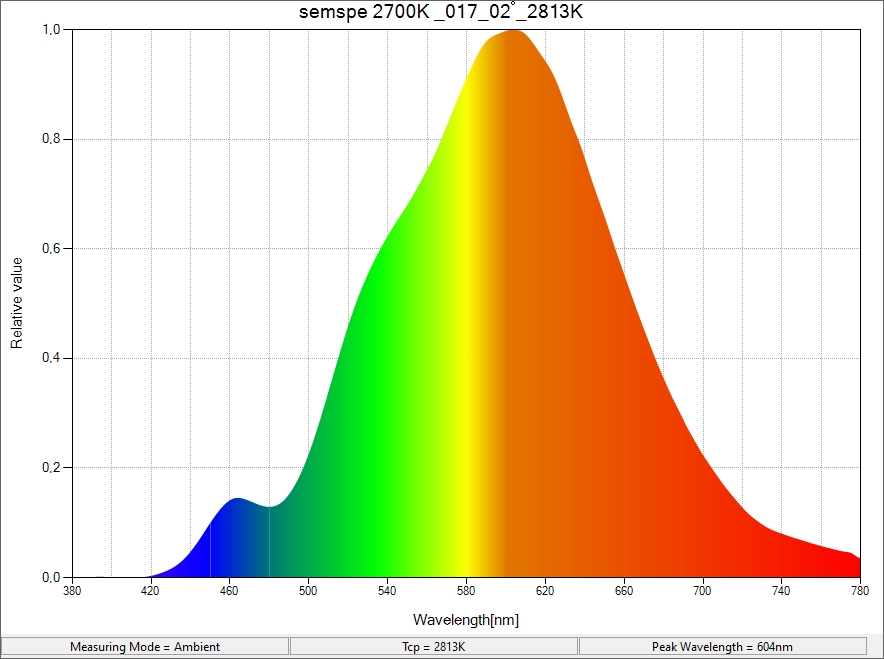 semspe 2700K _017_02°_2813K
1.0
0.8
0.6
0.4
0.2
0.0
Relative value
380 420 460 500 540 580 620 660 700 740 780
Wavelength[nm]
Measuring Mode = Ambient Tcp = 2813K Peak Wavelength = 604nm